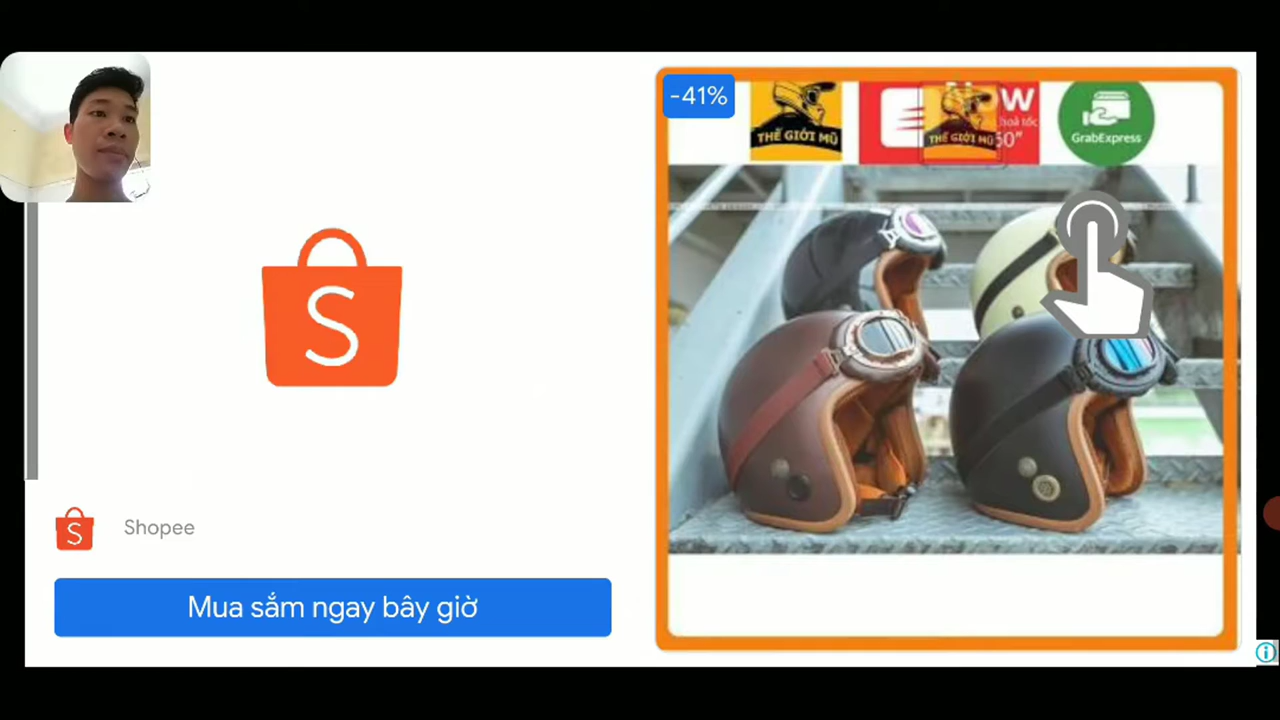 -41%
THẾ GIỚI MŨ
THẾ GIỚI MŨ
GrabExpress
S
S
Shopee
Mua sắm ngay bây giờ